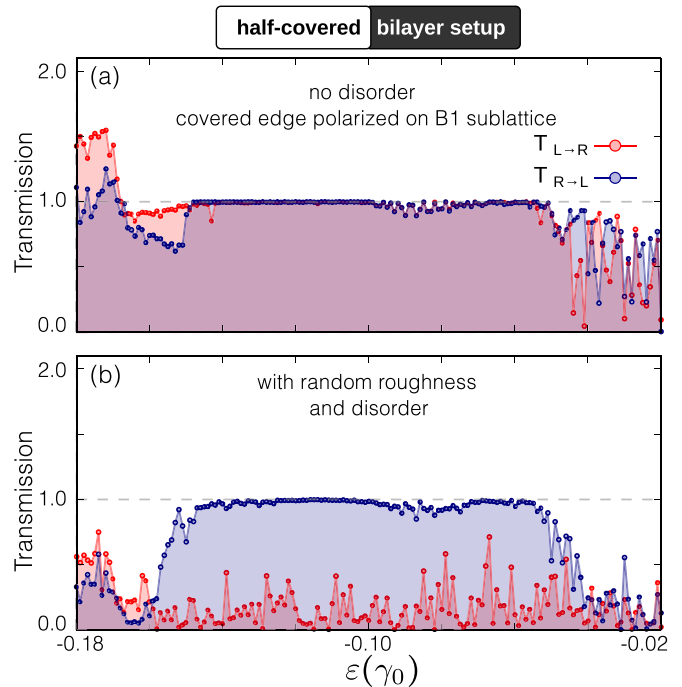 half-covered bilayer setup
2.0
(a)
no disorder
covered edge polarized on B1 sublattice
T L→R
T R→L
1.0
0.0
Transmission
2.0
(b)
with random roughness
and disorder
1.0
0.0
Transmission
-0.18 -0.10 -0.02
ε(γ₀)